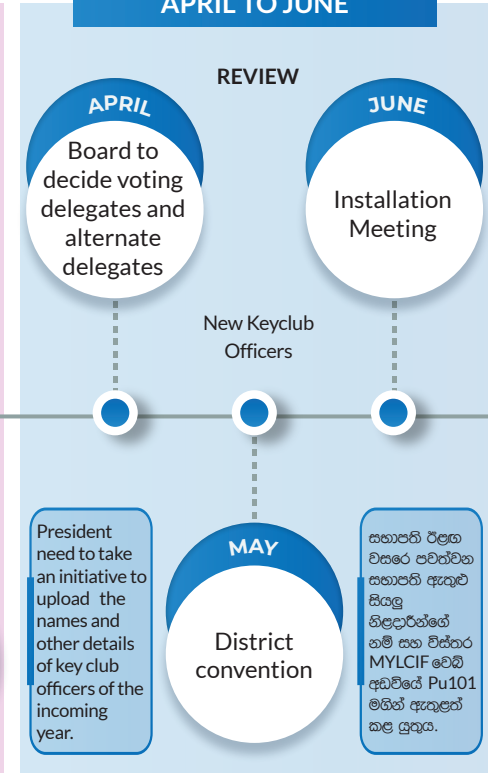 APRIL TO JUNE
REVIEW
APRIL
Board to
decide voting
delegates and
alternate
delegates
JUNE
Installation
Meeting
New Keyclub
Officers
President
need to take
an initiative to
upload the
names and
other details
of key club
officers of the
incoming
year.
MAY
District
convention
සභාපති ඊළඟ
වසරෙ පවත්වන
සභාපති ඇතුළු
සියලු
නිළදාරීන්ගේ
නම් සහ විස්තර
MYLCIF වෙබ්
අඩවියේ Pu101
මගින් ඇතුළත්
කළ යුතුය.